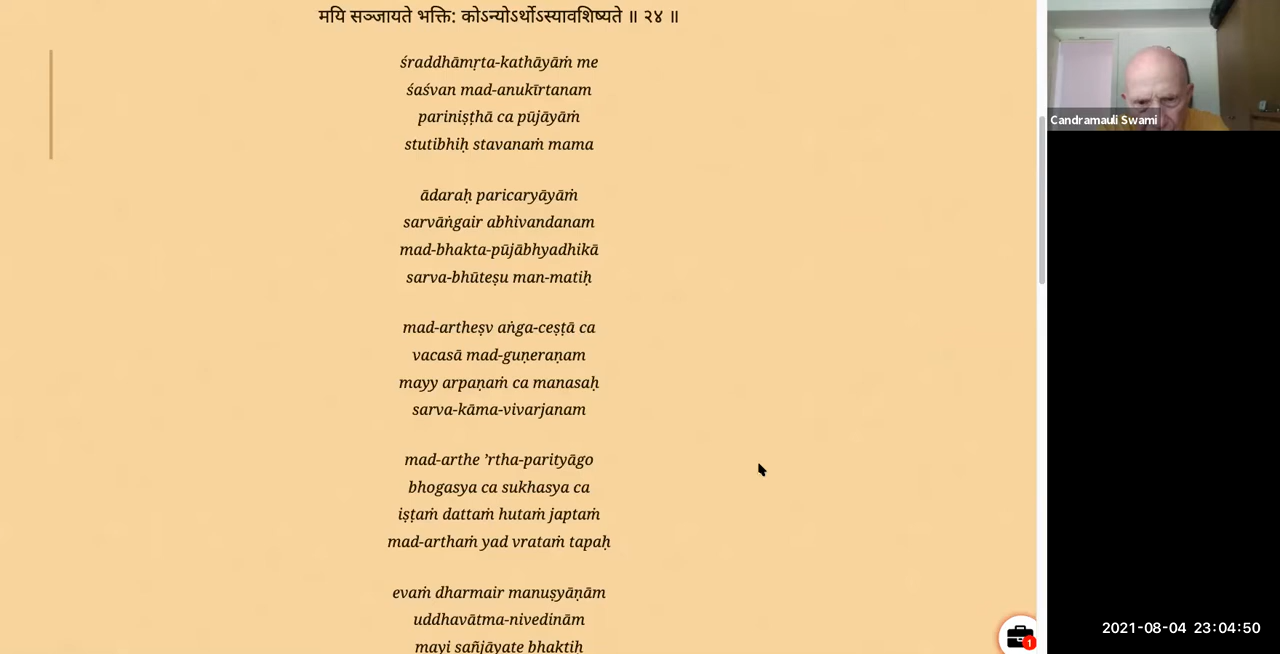 मयि सञ्जायते भक्ति: कोऽन्योऽर्थोऽस्यावशिष्यते ॥ २४ ॥
śraddhāmṛta-kathāyāṁ me
śaśvan mad-anukīrtanam
pariniṣṭhā ca pūjāyāṁ
stutibhiḥ stavanaṁ mama
ādaraḥ paricaryāyāṁ
sarvāṅgair abhivandanam
mad-bhakta-pūjābhyadhikā
sarva-bhūteṣu man-matiḥ
mad-artheṣv aṅga-ceṣṭā ca
vacasā mad-guṇeraṇam
mayy arpaṇaṁ ca manasaḥ
sarva-kāma-vivarjanam
mad-arthe ’rtha-parityāgo
bhogasya ca sukhasya ca
iṣṭaṁ dattaṁ hutaṁ japtaṁ
mad-arthaṁ yad vrataṁ tapaḥ
evaṁ dharmair manuṣyāṇām
uddhavātma-nivedinām
mayi sañjāyate bhaktiḥ
Candramauli Swami
1
2021-08-04 23:04:50